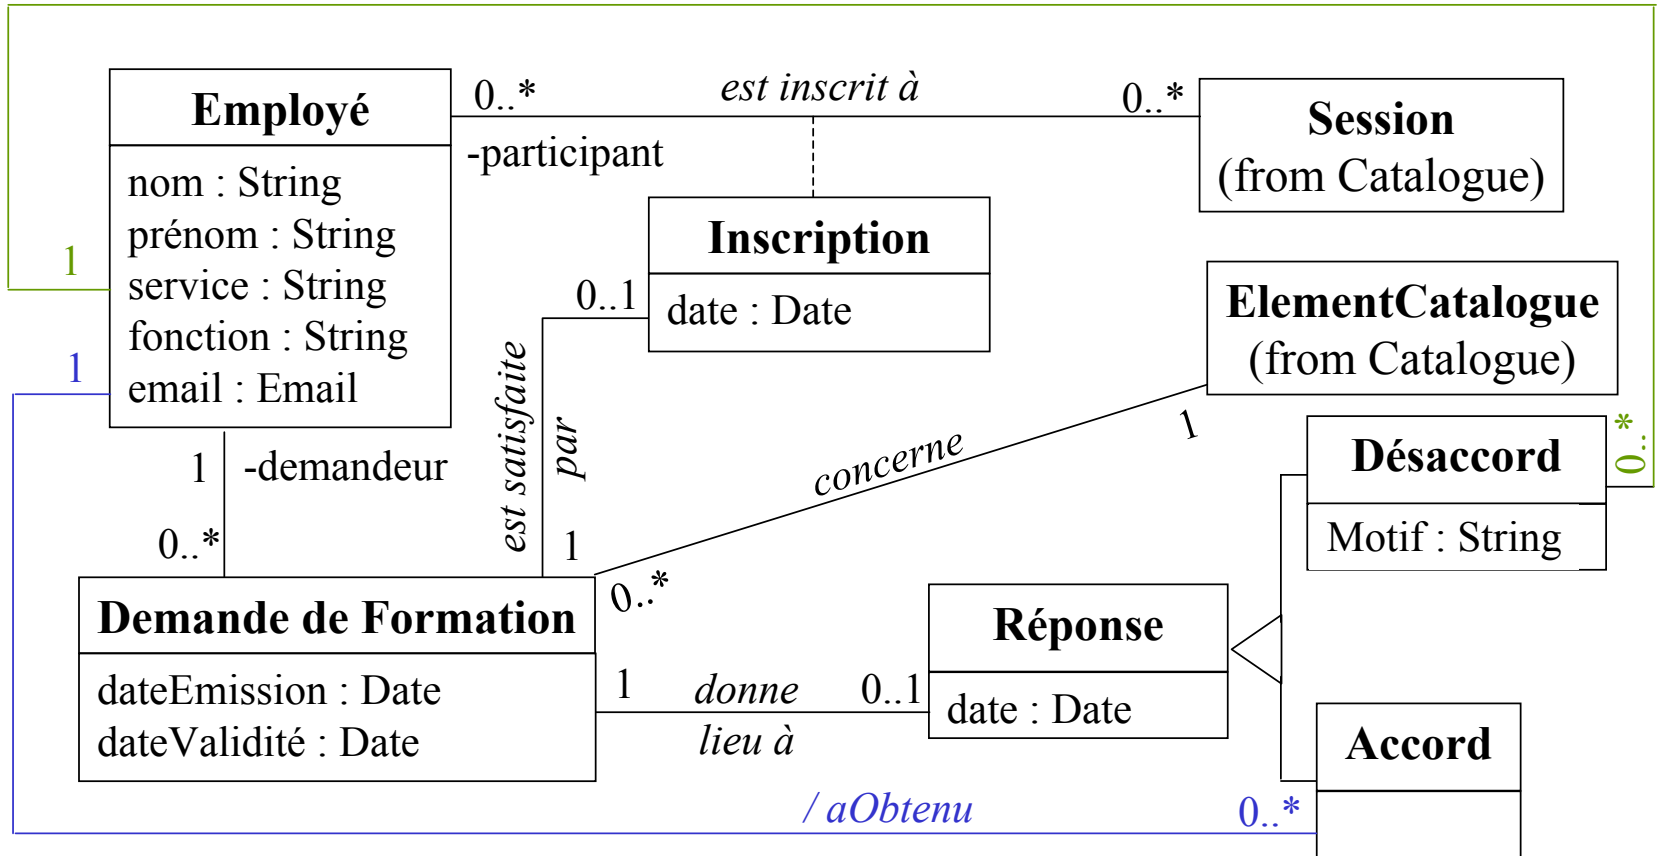 0..*
est inscrit à
0..*
Employé
-participant
Session
(from Catalogue)
nom : String
prénom : String
service : String
fonction : String
email : Email
1
1
Inscription
date : Date
0..1
ElementCatalogue
(from Catalogue)
est satisfaite
par
concerne
1
0..*
Désaccord
Motif : String
1
-demandeur
0..*
1
0..*
Demande de Formation
dateEmission : Date
dateValidité : Date
1
donne
lieu à
0..1
Réponse
date : Date
Accord
/ aObtenu
0..*